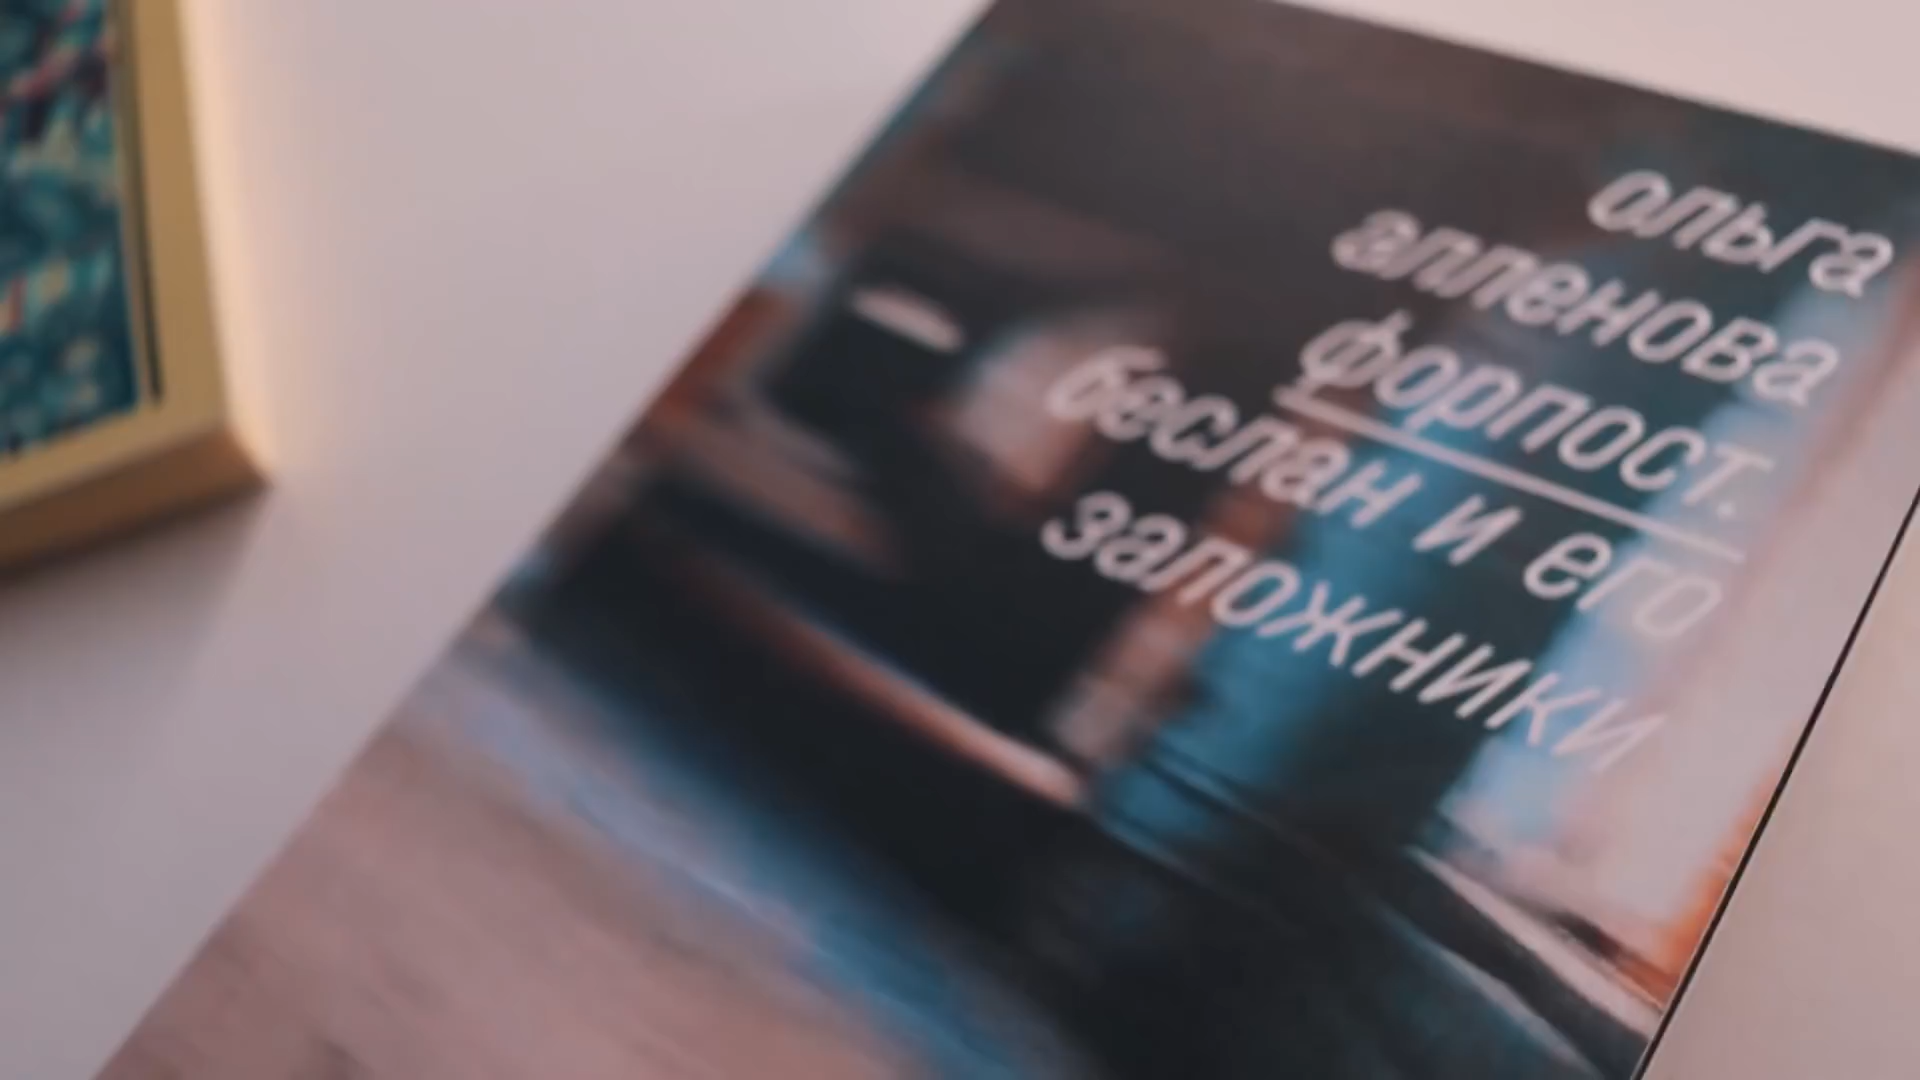 ольга
алленова
форпост.
беслан и его
заложники